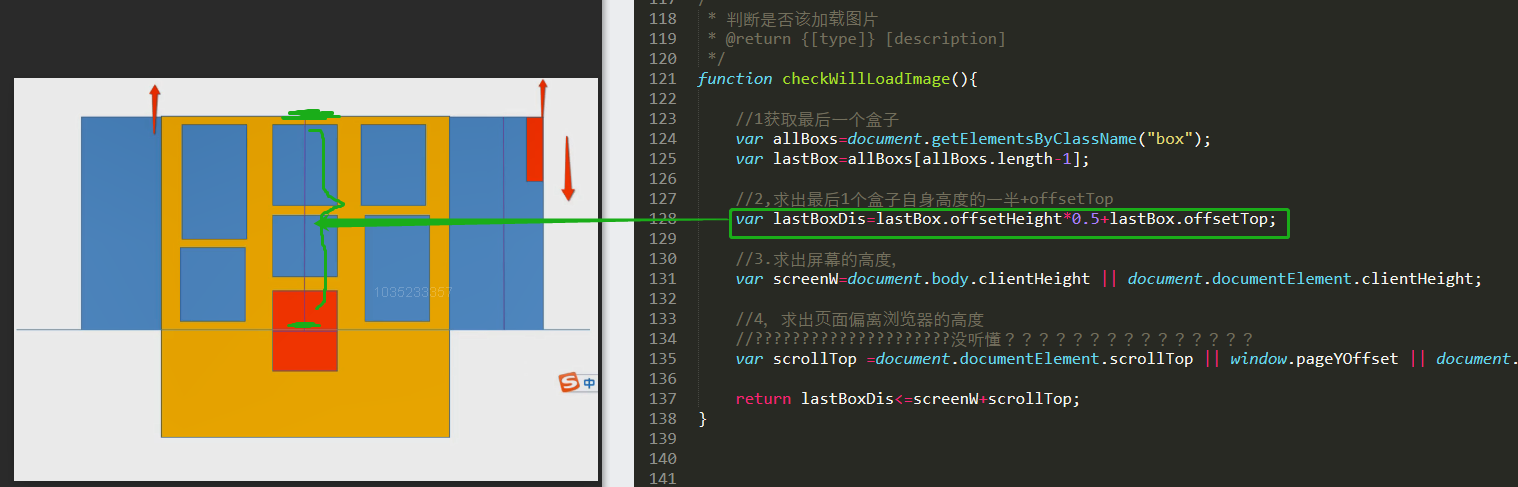 117 /
118 * 判断是否该加载图片
119 * @return {[type]} [description]
120 */
121 function checkWillLoadImage(){
122
123 //1获取最后一个盒子
124 var allBoxs=document.getElementsByClassName("box");
125 var lastBox=allBoxs[allBoxs.length-1];
126
127 //2,求出最后1个盒子自身高度的一半+offsetTop
128 var lastBoxDis=lastBox.offsetHeight*0.5+lastBox.offsetTop;
129
130 //3.求出屏幕的高度,
131 var screenW=document.body.clientHeight || document.documentElement.clientHeight;
132
133 //4, 求出页面偏离浏览器的高度
134 //?????????????????????没听懂？？？？？？？？？？？？？？？
135 var scrollTop =document.documentElement.scrollTop || window.pageYOffset || document.
136
137 return lastBoxDis<=screenW+scrollTop;
138 }
139
140
141
1035233357
S 中